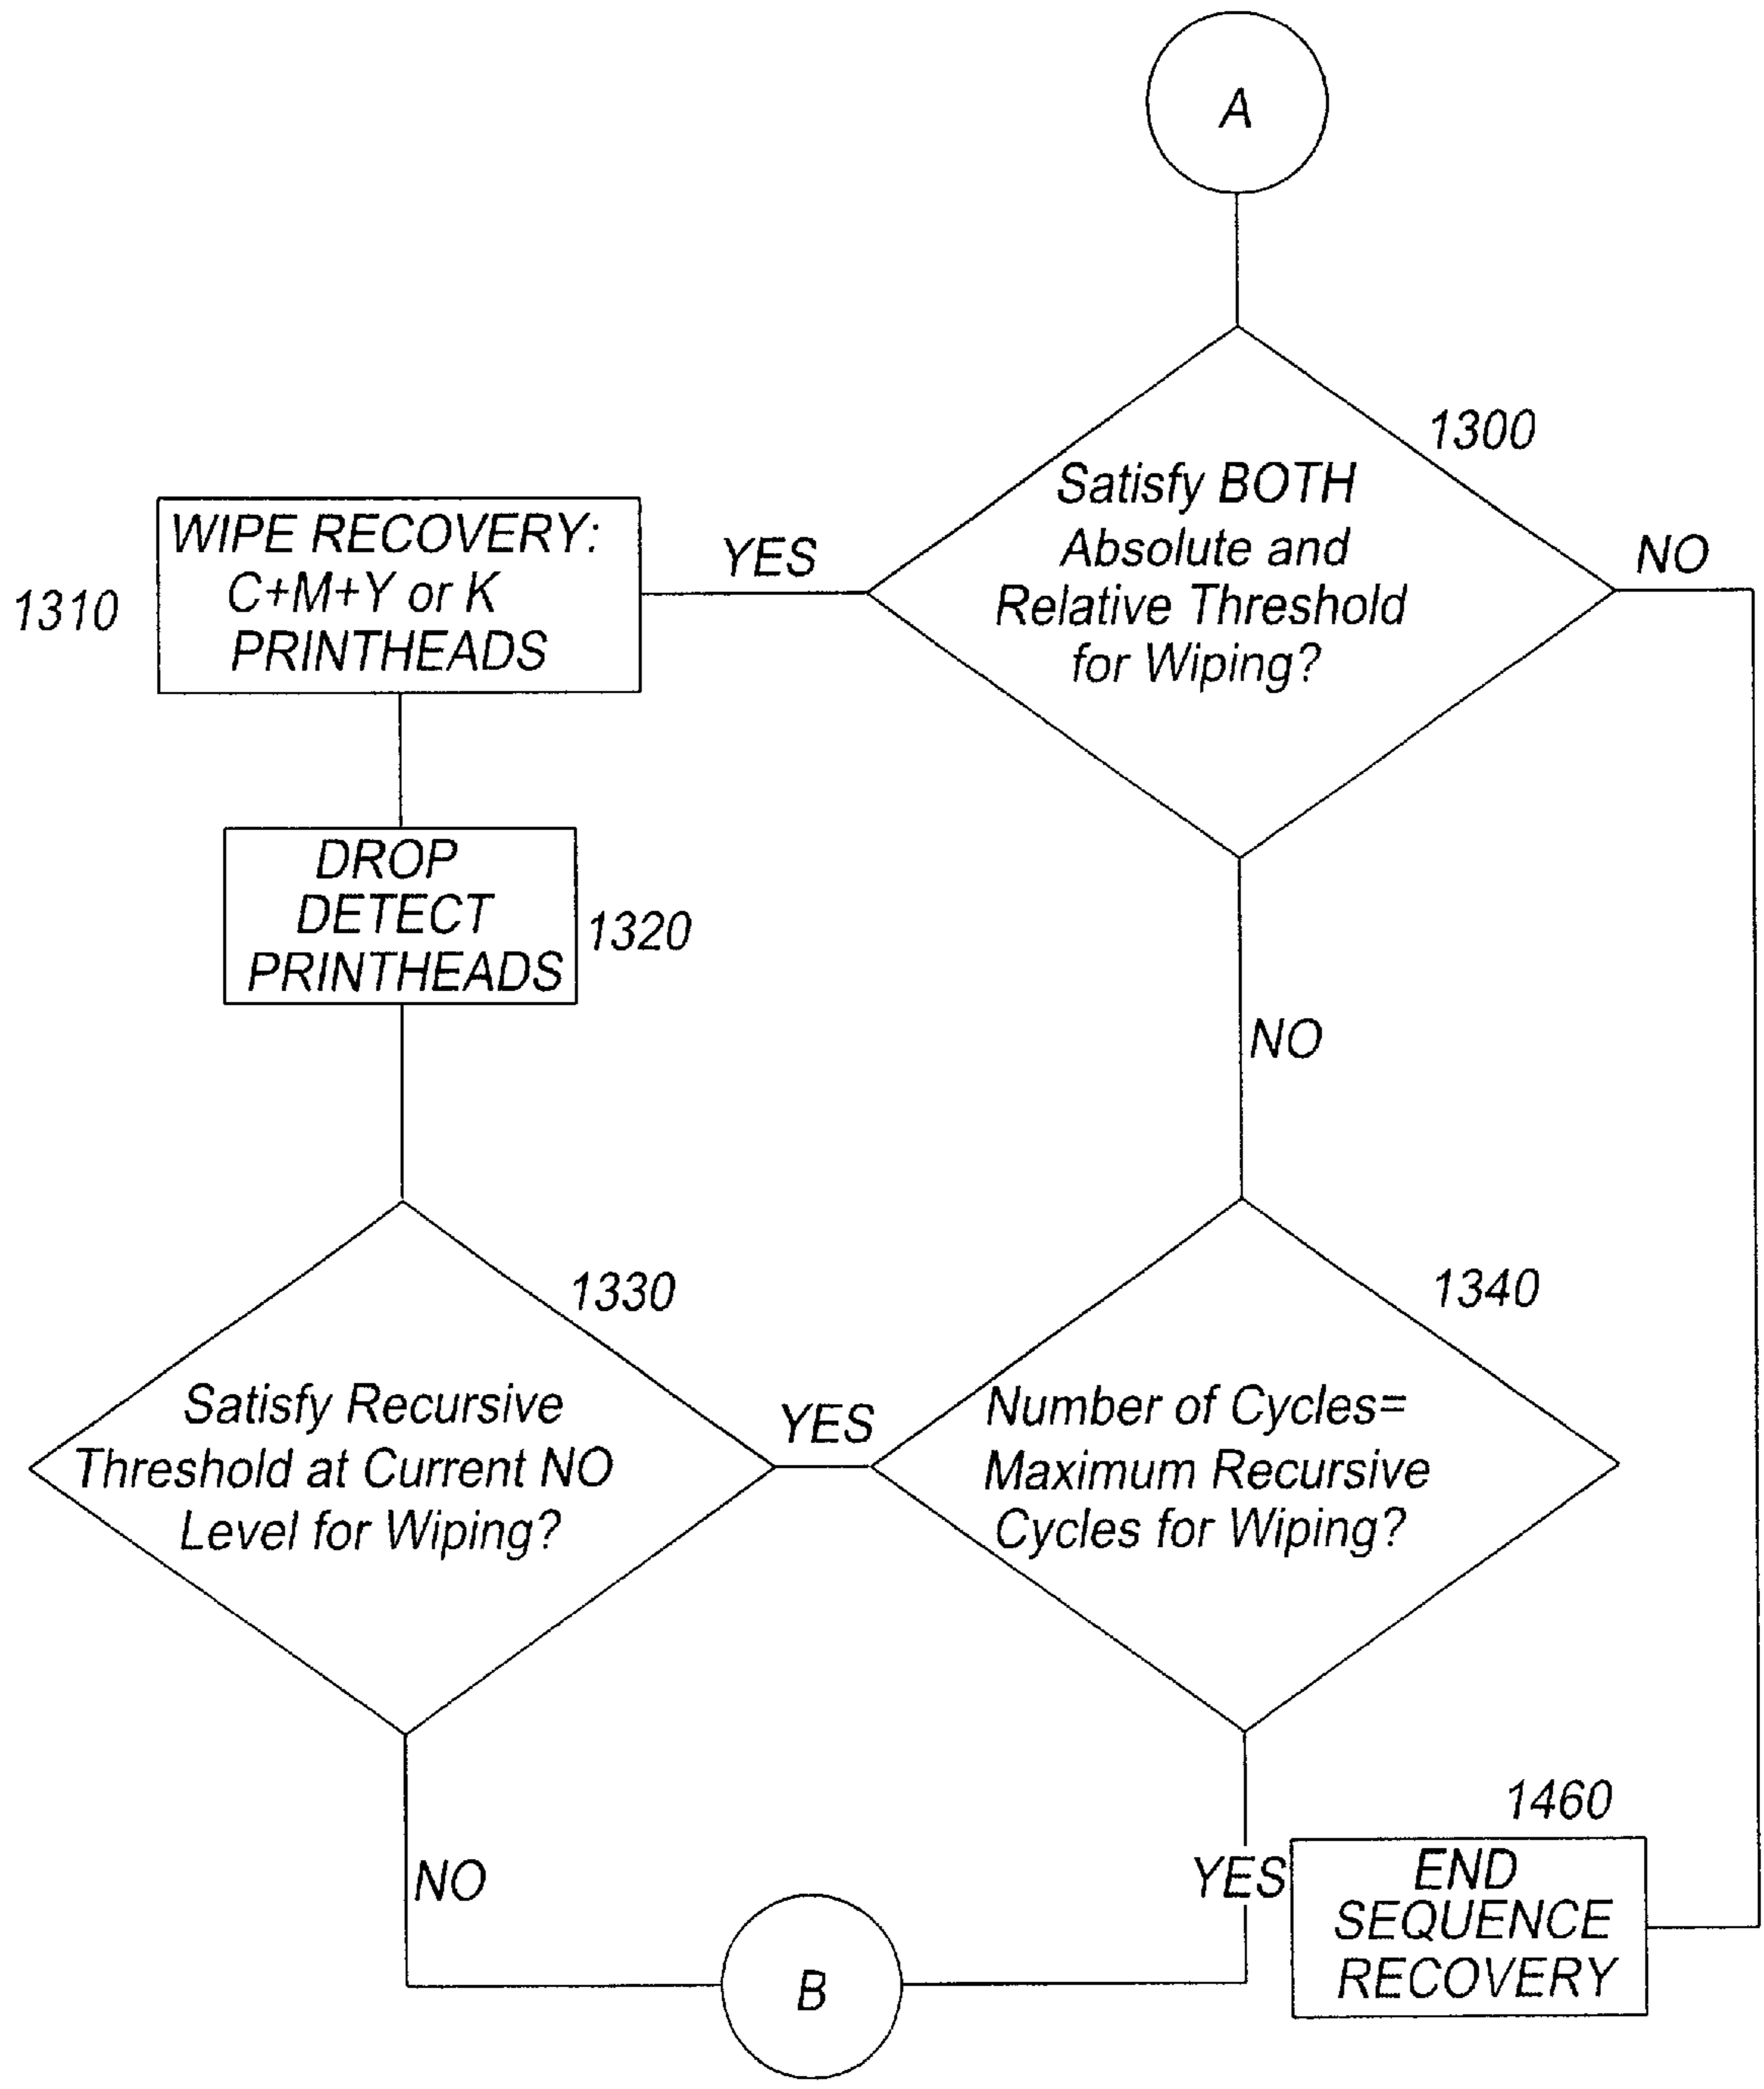 A
1300
Satisfy BOTH
Absolute and
Relative Threshold
for Wiping?
YES
NO
WIPE RECOVERY:
C+M+Y or K
PRINTHEADS
1310
DROP
DETECT
PRINTHEADS
1320
NO
1330
Satisfy Recursive
Threshold at Current NO
Level for Wiping?
YES
1340
Number of Cycles=
Maximum Recursive
Cycles for Wiping?
NO
YES
1460
END
SEQUENCE
RECOVERY
B